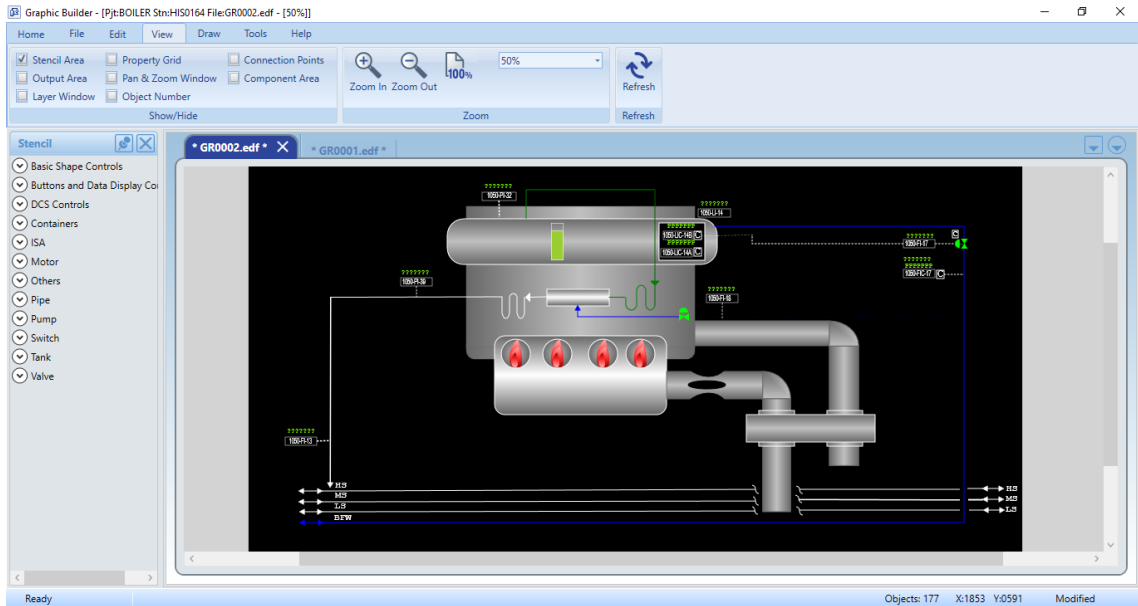 Graphic Builder - [Pjt:BOILER Stn:HIS0164 File:GR0002.edf - [50%]]
Home File Edit View Draw Tools Help
Stencil Area Property Grid Connection Points
Output Area Pan & Zoom Window Component Area
Layer Window Object Number
Show/Hide
Zoom In Zoom Out
100%
50%
Zoom
Refresh
Refresh
Stencil
Basic Shape Controls
Buttons and Data Display Co
DCS Controls
Containers
ISA
Motor
Others
Pipe
Pump
Switch
Tank
Valve
* GR0002.edf * * GR0001.edf *
???????
1050-PI-32
???????
1050-LI-14
???????
1050-LIC-14B C
???????
1050-LIC-14A C
C
???????
1050-FI-17
???????
???????
1050-FIC-17 C
???????
???????
1050-FI-18
???????
1050-FI-13
HS
MS
LS
BFW
HS
MS
LS
Ready Objects: 177 X:1853 Y:0591 Modified